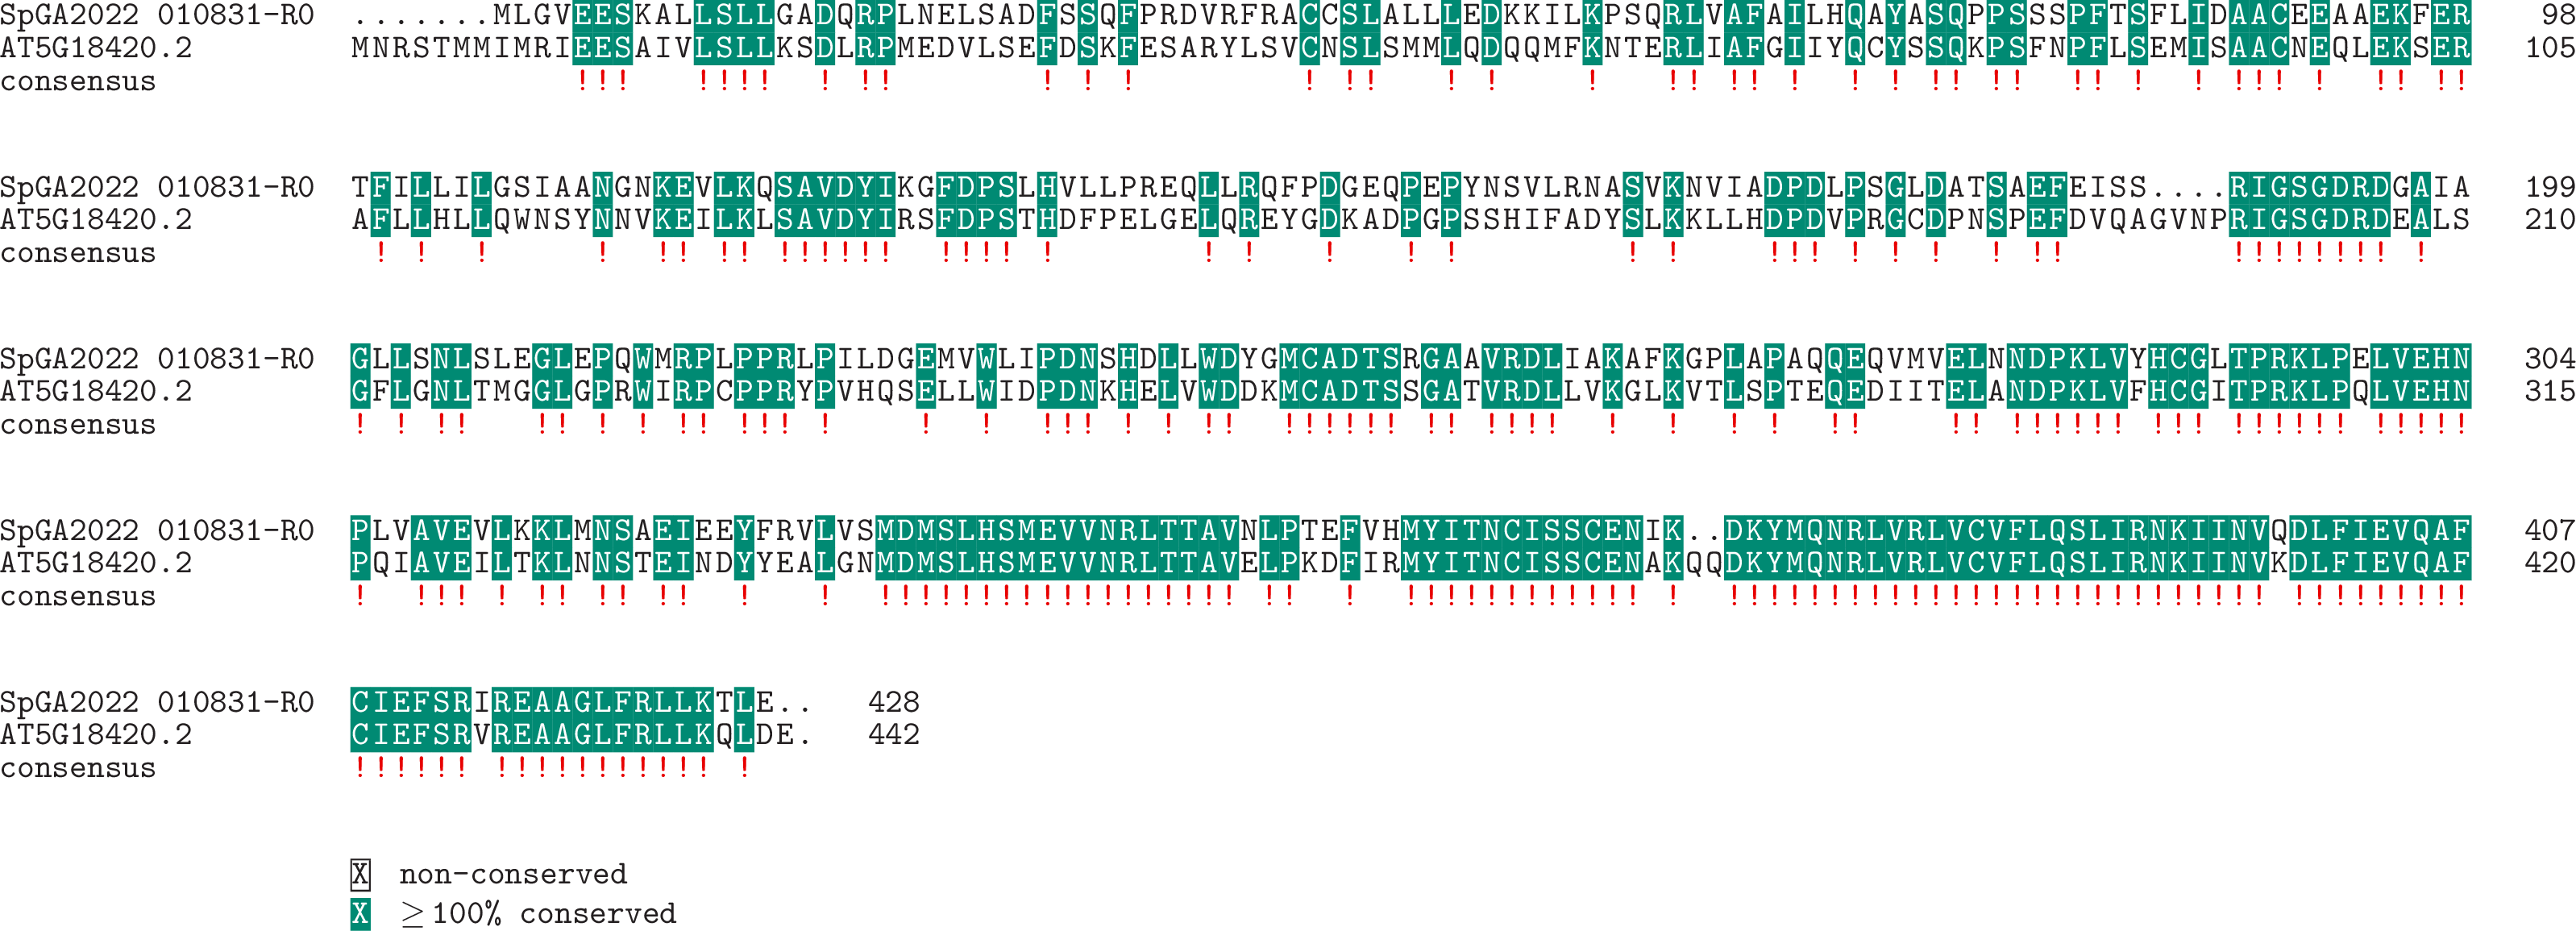 SpGA2022 010831-R0 .......MLGVEESKALLSLLGADQRPLNELSADFSSQFPRDVRFRACCSLALLLEDKKILKPSQRLVAFAILHQAYASQPPSSSPFTSFLIDAACEEAAEKFER 98
AT5G18420.2 MNRSTMMIMRIEESAIVLSLLKSDLRPMEDVLSEFDSKFESARYLSVCNSLSMMLQDQQMFKNTERLIAFGIIYQCYSSQKPSFNPFLSEMISAACNEQLEKSER 105
consensus !!! !!!! ! !! ! ! ! ! !! ! ! ! !! !! ! ! ! !! !! !! ! ! !!! ! !! !!
SpGA2022 010831-R0 TFILLILGSIAANGNKEVLKQSAVDYIKGFDPSLHVLLPREQLLRQFPDGEQPEPYNSVLRNASVKNVIADPDLPSGLDATSAEFEISS....RIGSGDRDGAIA 199
AT5G18420.2 AFLLHLLQWNSYNNVKEILKLSAVDYIRSFDPSTHDFPELGELQREYGDKADPGPSSHIFADYSLKKLLHDPDVPRGCDPNSPEFDVQAGVNPRIGSGDRDEALS 210
consensus ! ! ! ! !! !! !!!!!! !!!! ! ! ! ! ! ! ! ! !!! ! ! ! ! !! !!!!!!!! !
SpGA2022 010831-R0 GLLSNLSLEGLEPQWMRPLPPRLPILDGEMVWLIPDNSHDLLWDYGMCADTSRGAAVRDLIAKAFKGPLAPAQQEQVMVELNNDPKLVYHCGLTPRKLPELVEHN 304
AT5G18420.2 GFLGNLTMGGLGPRWIRPCPPRYPVHQSELLWIDPDNKHELVWDDKMCADTSSGATVRDLLVKGLKVTLSPTEQEDIITELANDPKLVFHCGITPRKLPQLVEHN 315
consensus ! ! !! !! ! ! !! !!! ! ! ! !!! ! ! !! !!!!!! !! !!!! ! ! ! ! !! !! !!!!!! !!! !!!!!! !!!!!
SpGA2022 010831-R0 PLVAVEVLKKLMNSAEIEEYFRVLVSMDMSLHSMEVVNRLTTAVNLPTEFVHMYITNCISSCENIK..DKYMQNRLVRLVCVFLQSLIRNKIINVQDLFIEVQAF 407
AT5G18420.2 PQIAVEILTKLNNSTEINDYYEALGNMDMSLHSMEVVNRLTTAVELPKDFIRMYITNCISSCENAKQQDKYMQNRLVRLVCVFLQSLIRNKIINVKDLFIEVQAF 420
consensus ! !!! ! !! !! !! ! ! !!!!!!!!!!!!!!!!!! !! ! !!!!!!!!!!!! ! !!!!!!!!!!!!!!!!!!!!!!!!!!! !!!!!!!!!
SpGA2022 010831-R0 CIEFSRIREAAGLFRLLKTLE.. 428
AT5G18420.2 CIEFSRVREAAGLFRLLKQLDE. 442
consensus !!!!!! !!!!!!!!!!! !
X non-conserved
X ≥100% conserved